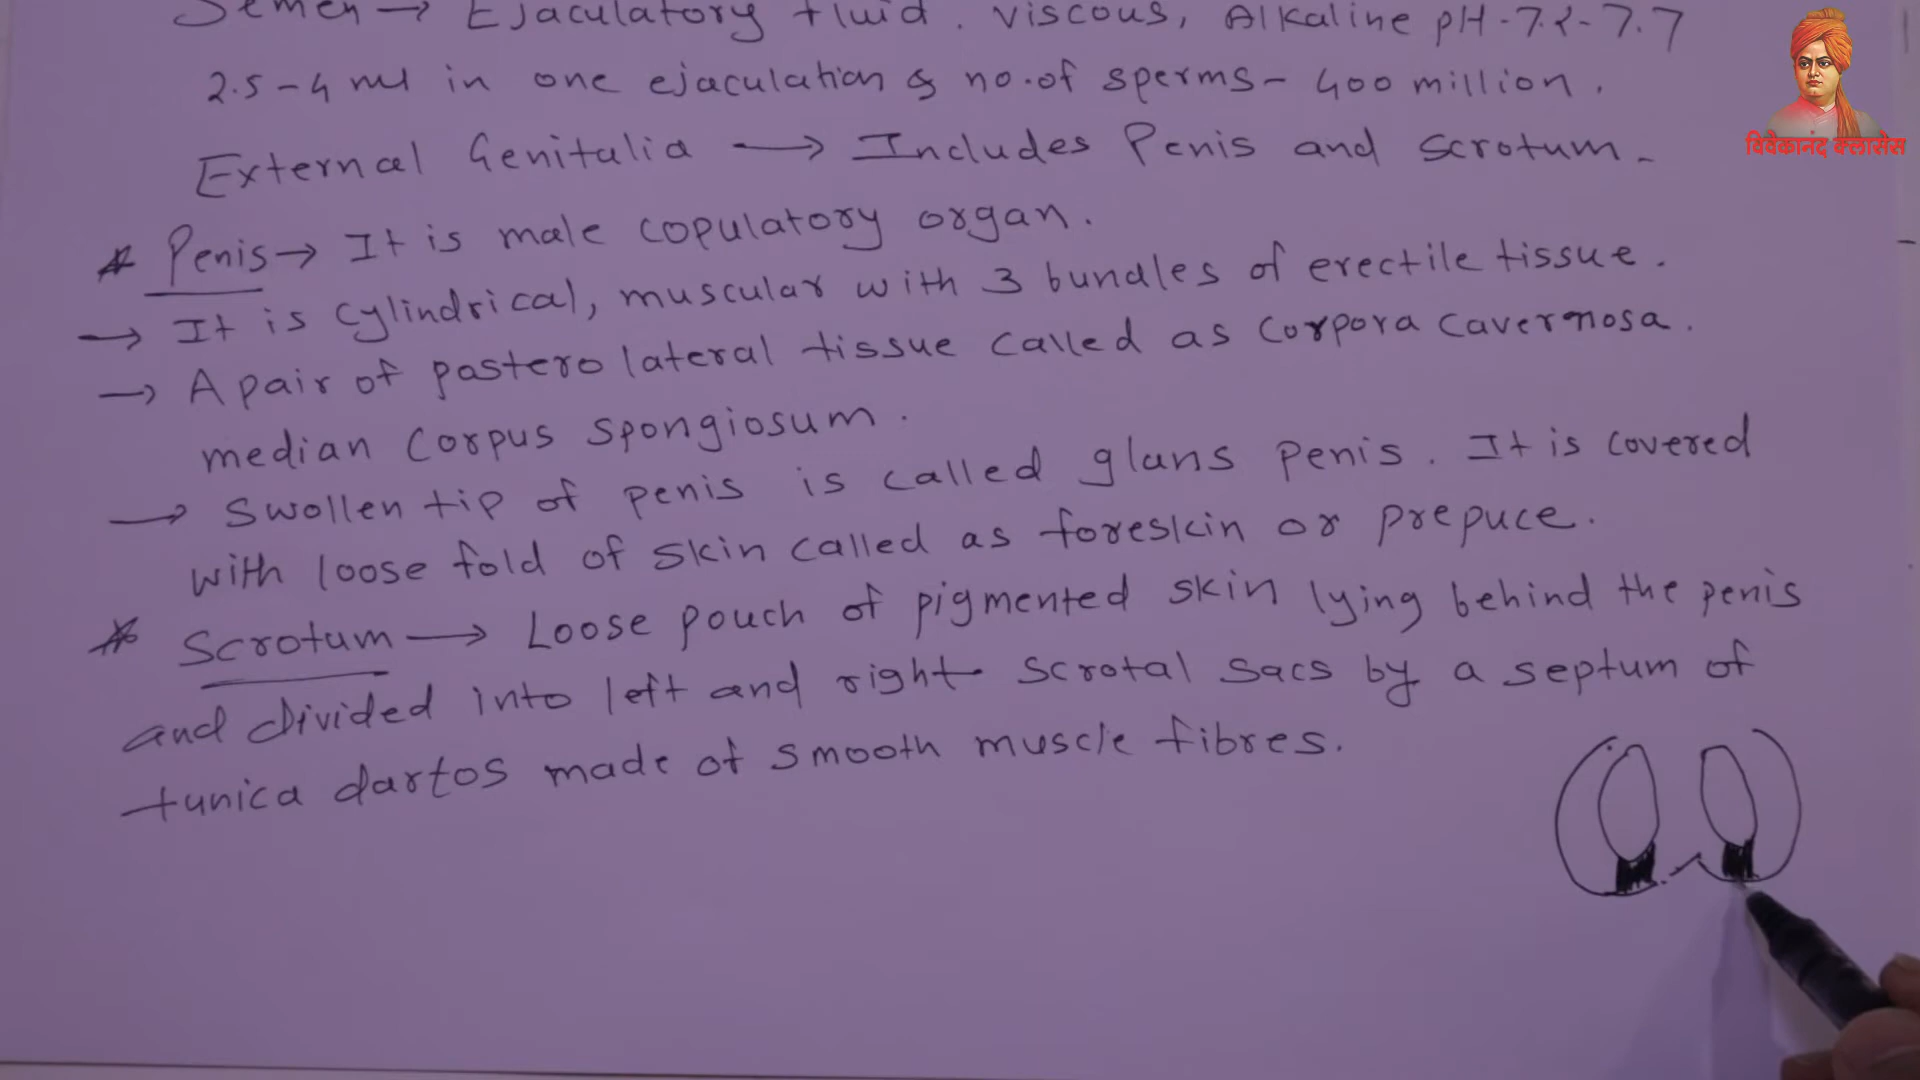 Semen → Ejaculatory fluid. Viscous, Alkaline pH-7.2-7.7
2.5-4 ml in one ejaculation & no.of sperms- 400 million.
External Genitalia → Includes Penis and scrotum.
* Penis → It is male copulatory organ.
→ It is cylindrical, muscular with 3 bundles of erectile tissue.
→ A pair of pastero lateral tissue called as corpora cavernosa.
median corpus spongiosum.
→ Swollen tip of penis is called glans penis. It is covered
with loose fold of skin called as foreskin or prepuce.
* Scrotum → Loose pouch of pigmented skin lying behind the penis
and divided into left and right scrotal sacs by a septum of
tunica dartos made of smooth muscle fibres.
विवेकानंद क्लासेस